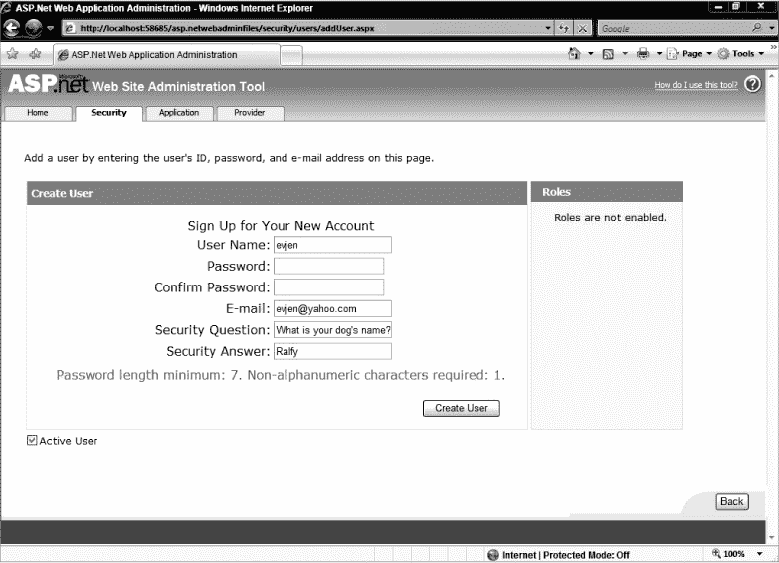 ASP.Net Web Application Administration - Windows Internet Explorer
http://localhost:58685/asp.netwebadminfiles/security/users/addUser.aspx
Google
ASP.Net Web Application Administration
Page
Tools
Microsoft
ASP.net Web Site Administration Tool
How do I use this tool?
Home
Security
Application
Provider
Add a user by entering the user's ID, password, and e-mail address on this page.
Create User
Roles
Sign Up for Your New Account
Roles are not enabled.
User Name: evjen
Password:
Confirm Password:
E-mail: evjen@yahoo.com
Security Question: What is your dog's name?
Security Answer: Ralfy
Password length minimum: 7. Non-alphanumeric characters required: 1.
Create User
Active User
Back
Internet | Protected Mode: Off
100%